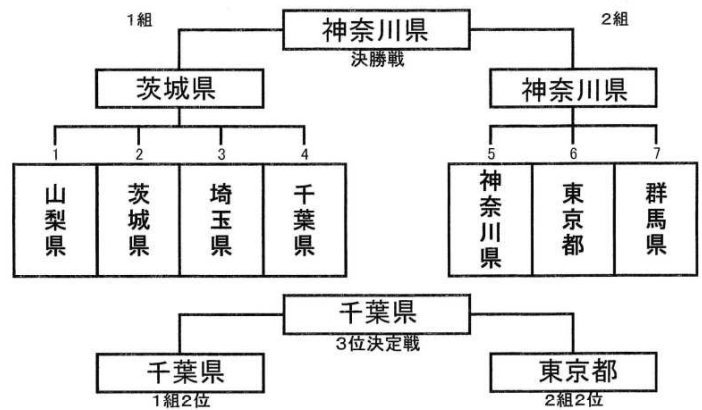 1組
神奈川県
2組
決勝戦
茨城県
神奈川県
1
2
3
4
5
6
7
山梨県
茨城県
埼玉県
千葉県
神奈川県
東京都
群馬県
千葉県
3位決定戦
千葉県
東京都
1組2位
2組2位